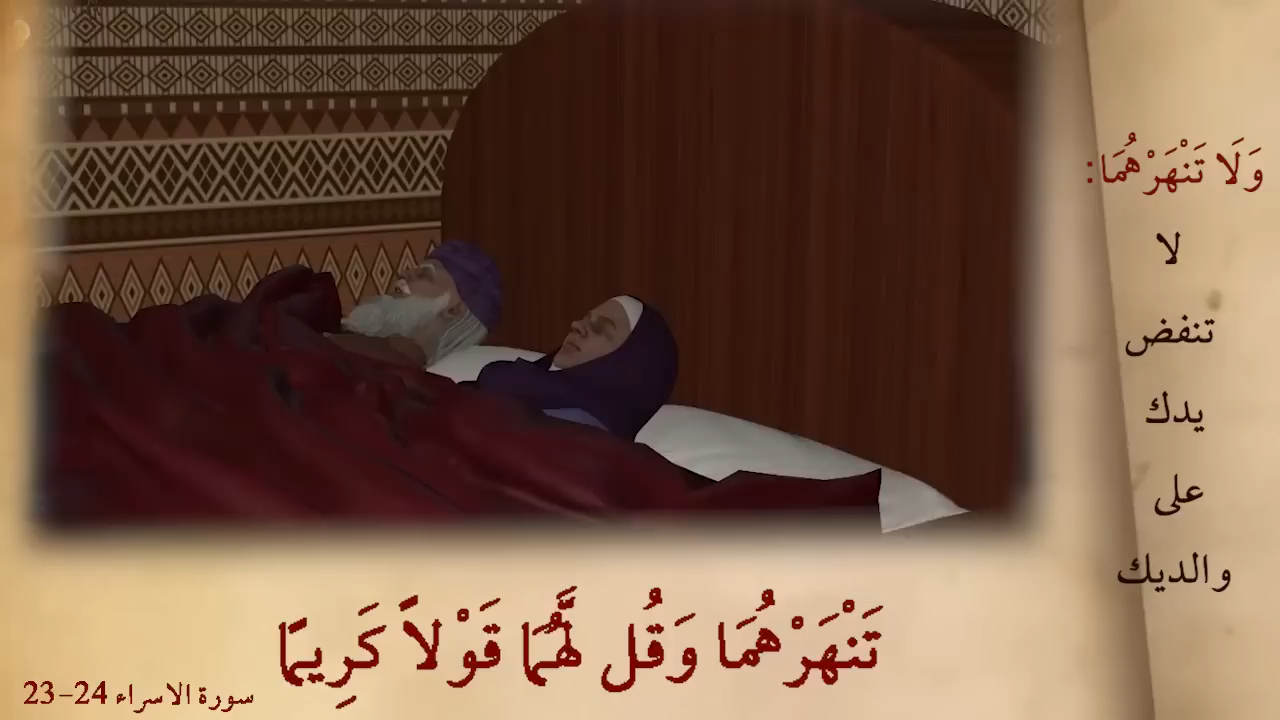 وَلَا تَنْهَرْهُمَا:
لا
تنفض
يدك
على
والديك
تَنْهَرْهُمَا وَقُل لَّهُمَا قَوْلاً كَرِيمًا
سورة الاسراء 24-23